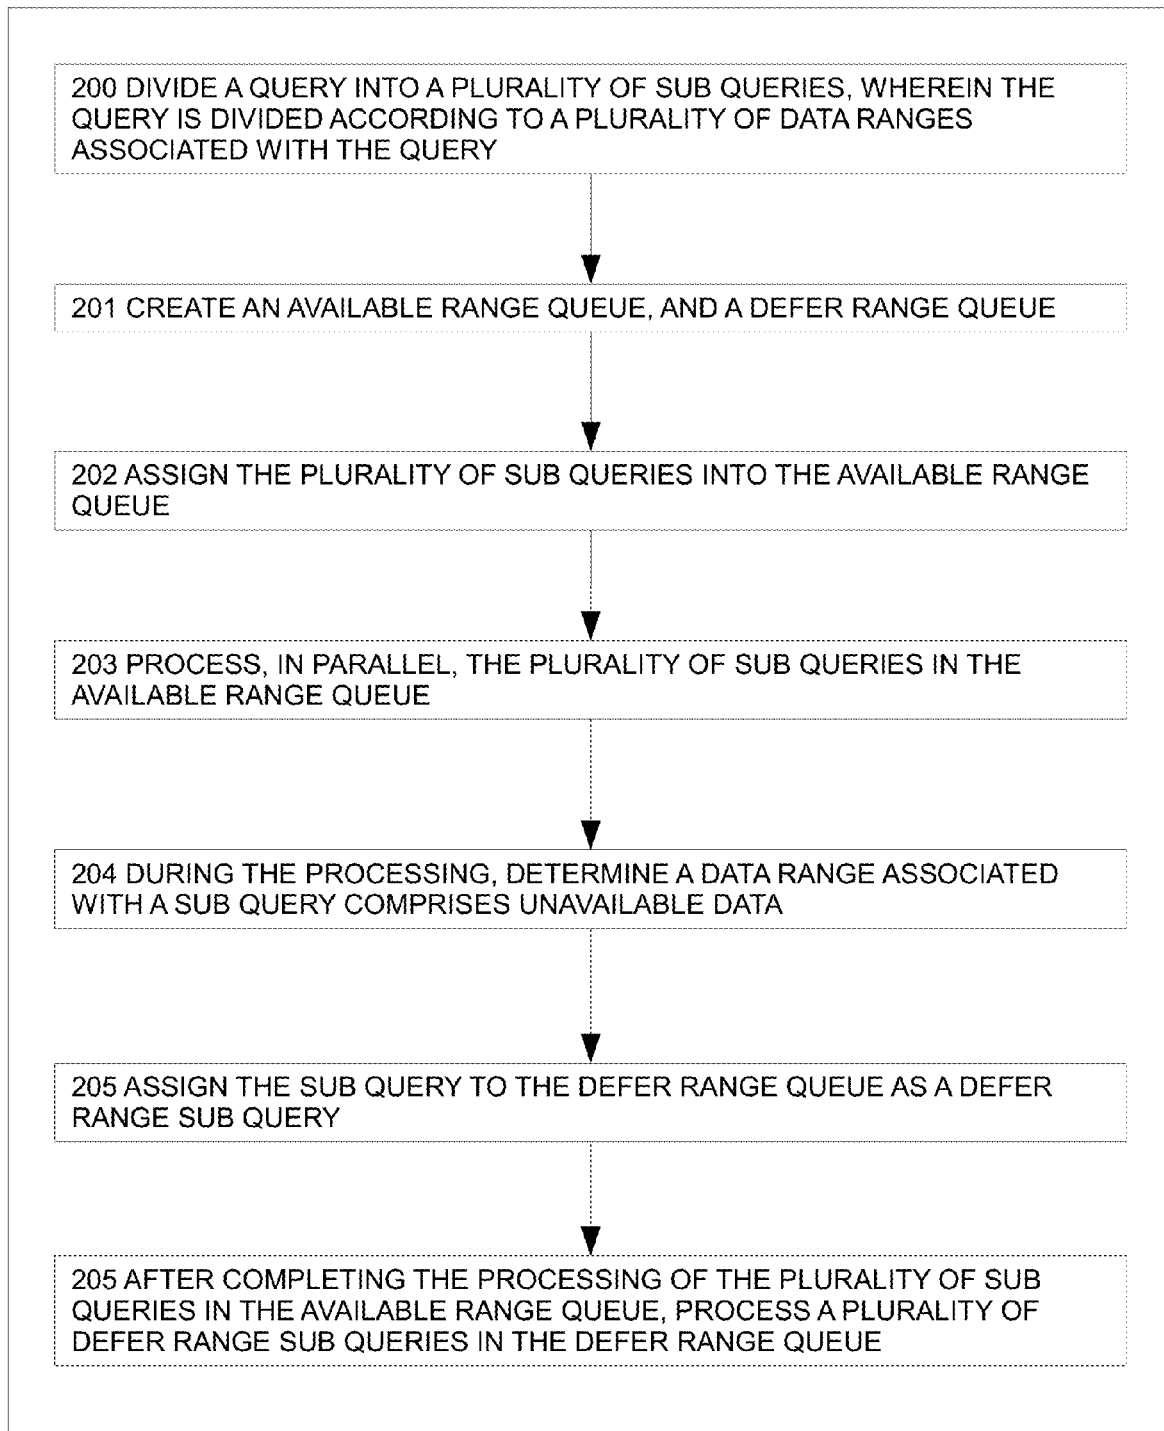 200 DIVIDE A QUERY INTO A PLURALITY OF SUB QUERIES, WHEREIN THE
QUERY IS DIVIDED ACCORDING TO A PLURALITY OF DATA RANGES
ASSOCIATED WITH THE QUERY
201 CREATE AN AVAILABLE RANGE QUEUE, AND A DEFER RANGE QUEUE
202 ASSIGN THE PLURALITY OF SUB QUERIES INTO THE AVAILABLE RANGE
QUEUE
203 PROCESS, IN PARALLEL, THE PLURALITY OF SUB QUERIES IN THE
AVAILABLE RANGE QUEUE
204 DURING THE PROCESSING, DETERMINE A DATA RANGE ASSOCIATED
WITH A SUB QUERY COMPRISES UNAVAILABLE DATA
205 ASSIGN THE SUB QUERY TO THE DEFER RANGE QUEUE AS A DEFER
RANGE SUB QUERY
205 AFTER COMPLETING THE PROCESSING OF THE PLURALITY OF SUB
QUERIES IN THE AVAILABLE RANGE QUEUE, PROCESS A PLURALITY OF
DEFER RANGE SUB QUERIES IN THE DEFER RANGE QUEUE